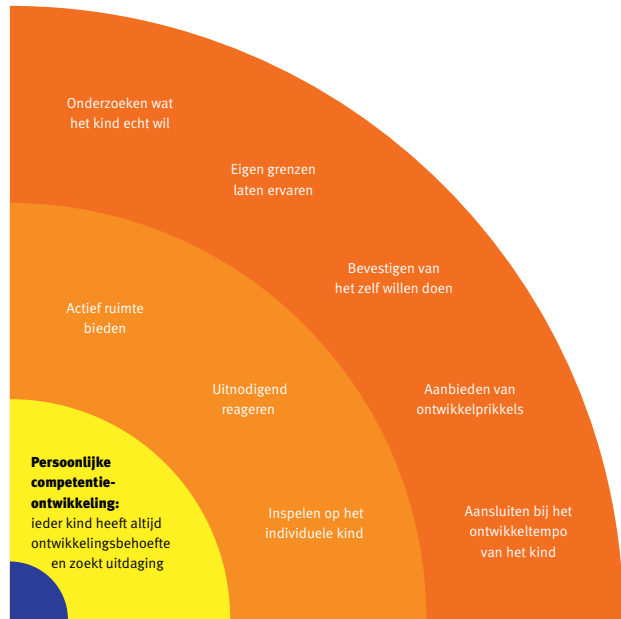 Onderzoeken wat
het kind echt wil
Eigen grenzen
laten ervaren
Bevestigen van
het zelf willen doen
Actief ruimte
bieden
Uitnodigend
reageren
Aanbieden van
ontwikkelprikkels
Persoonlijke
competentie-
ontwikkeling:
ieder kind heeft altijd
ontwikkelingsbehoefte
en zoekt uitdaging
Inspelen op het
individuele kind
Aansluiten bij het
ontwikkeltempo
van het kind